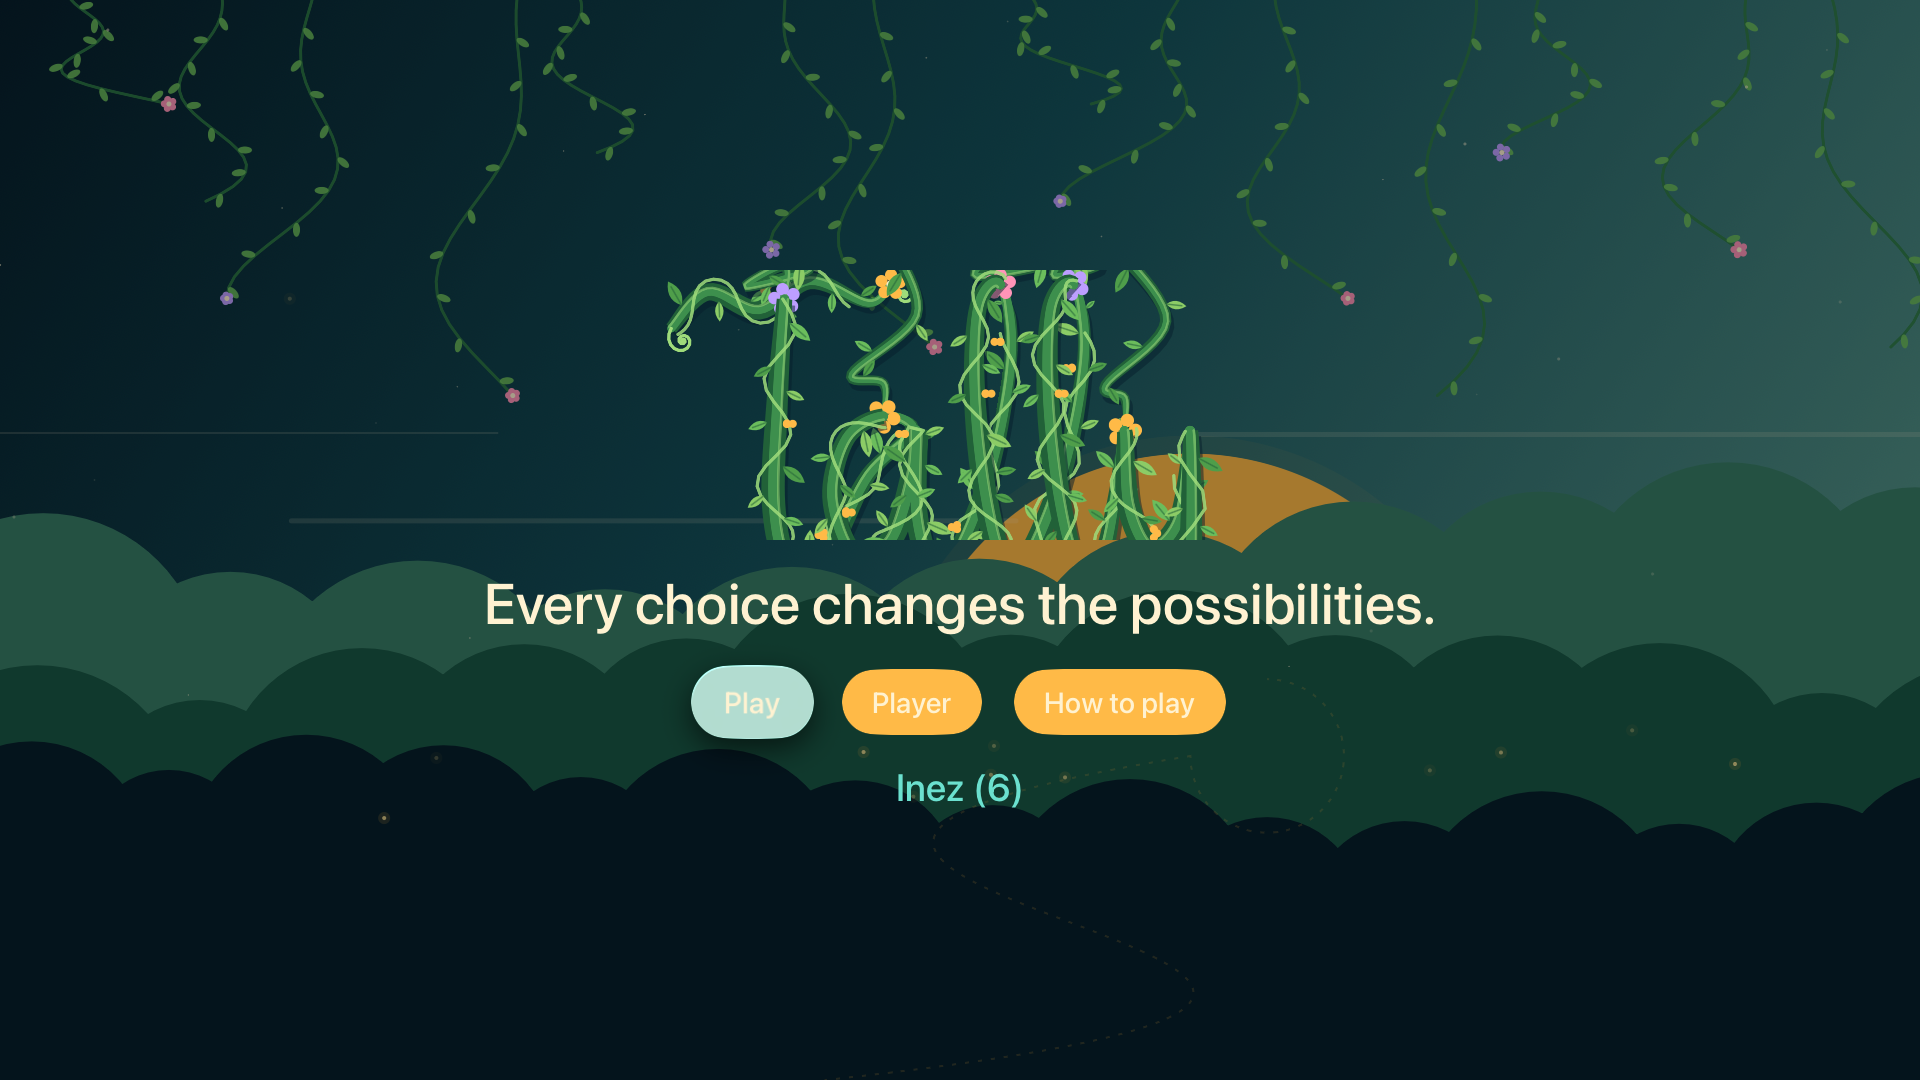 Every choice changes the possibilities.
Play
Player
How to play
Inez (6)